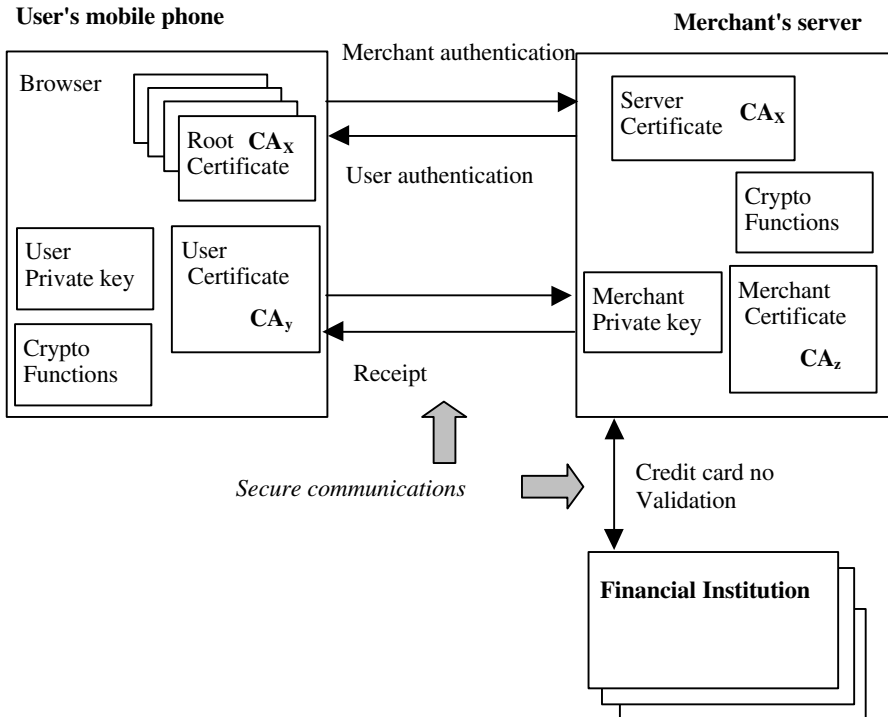 User's mobile phone
Merchant's server
Merchant authentication
Browser
Root CAX
Certificate
Server
Certificate CAX
User authentication
Crypto
Functions
User
Private key
User
Certificate
CAy
Merchant
Private key
Merchant
Certificate
CAz
Crypto
Functions
Receipt
Secure communications
Credit card no
Validation
Financial Institution